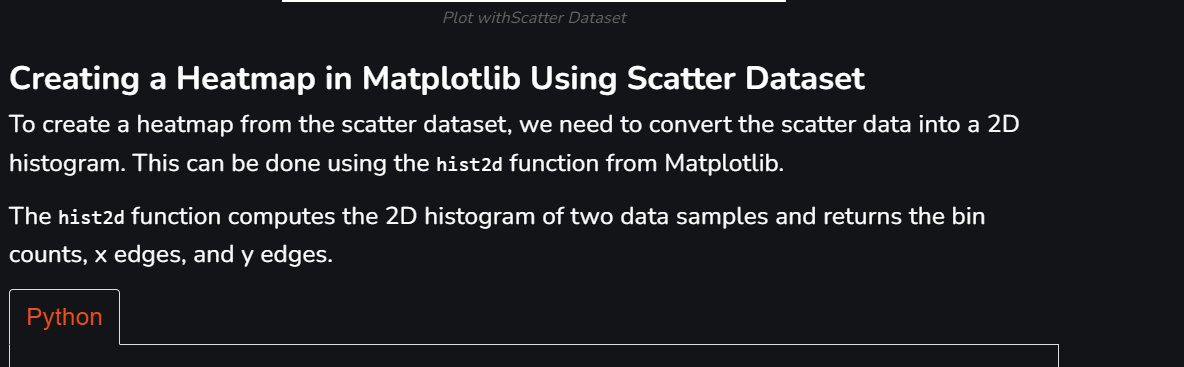 Plot withScatter Dataset
Creating a Heatmap in Matplotlib Using Scatter Dataset
To create a heatmap from the scatter dataset, we need to convert the scatter data into a 2D
histogram. This can be done using the hist2d function from Matplotlib.
The hist2d function computes the 2D histogram of two data samples and returns the bin
counts, x edges, and y edges.
Python